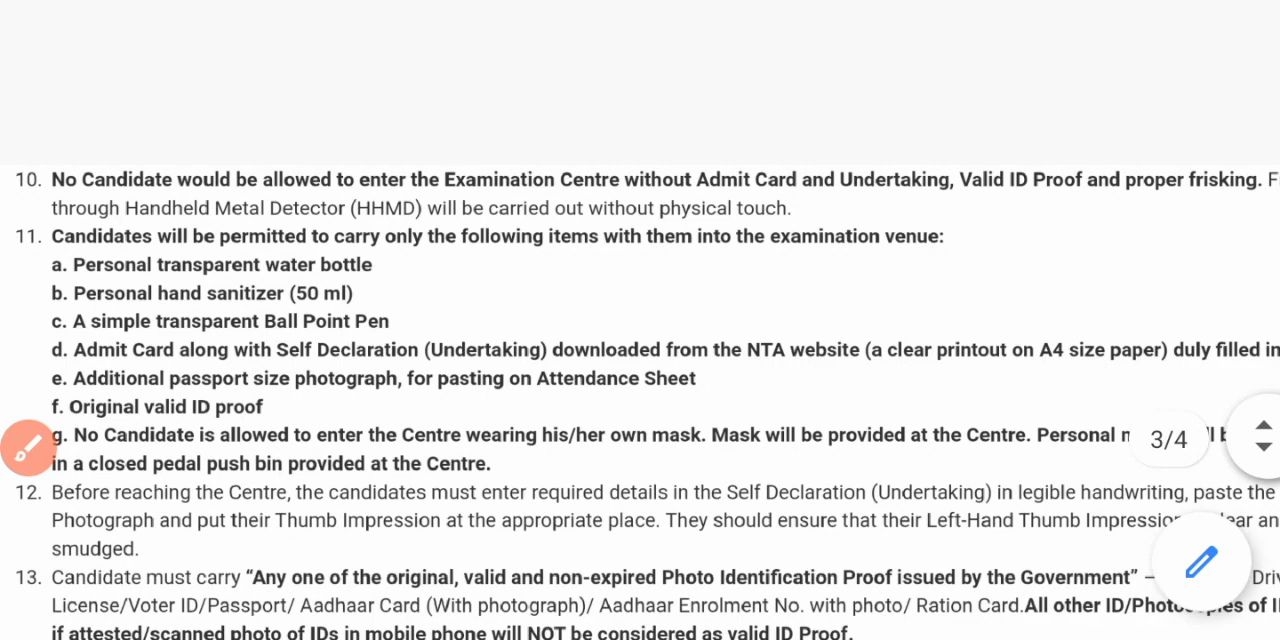 10. No Candidate would be allowed to enter the Examination Centre without Admit Card and Undertaking, Valid ID Proof and proper frisking.
through Handheld Metal Detector (HHMD) will be carried out without physical touch.
11. Candidates will be permitted to carry only the following items with them into the examination venue:
a. Personal transparent water bottle
b. Personal hand sanitizer (50 ml)
c. A simple transparent Ball Point Pen
d. Admit Card along with Self Declaration (Undertaking) downloaded from the NTA website (a clear printout on A4 size paper) duly filled in
e. Additional passport size photograph, for pasting on Attendance Sheet
f. Original valid ID proof
g. No Candidate is allowed to enter the Centre wearing his/her own mask. Mask will be provided at the Centre. Personal
3/4
in a closed pedal push bin provided at the Centre.
12. Before reaching the Centre, the candidates must enter required details in the Self Declaration (Undertaking) in legible handwriting, paste the
Photograph and put their Thumb Impression at the appropriate place. They should ensure that their Left-Hand Thumb
smudged.
13. Candidate must carry “Any one of the original, valid and non-expired Photo Identification Proof issued by the Government” –
License/Voter ID/Passport/ Aadhaar Card (With photograph)/ Aadhaar Enrolment No. with photo/ Ration Card.All other of
if attested/scanned photo of IDs in mobile phone will NOT be considered as valid ID Proof.